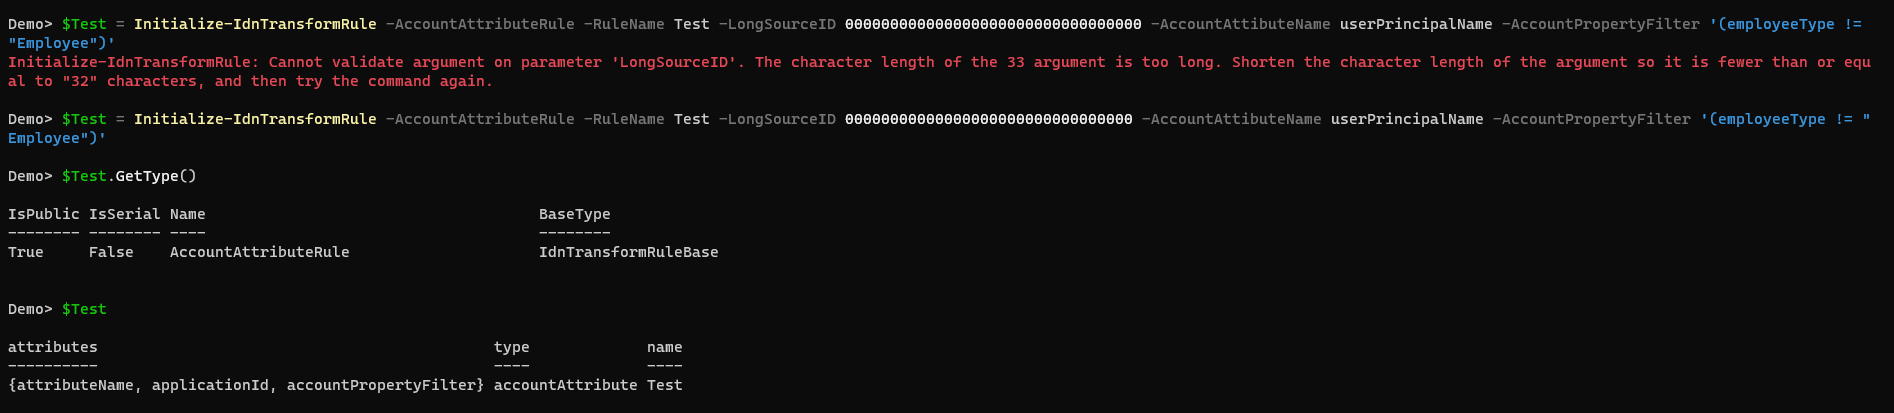 Demo> $Test = Initialize-IdnTransformRule -AccountAttributeRule -RuleName Test -LongSourceID 000000000000000000000000000000000 -AccountAttibuteName userPrincipalName -AccountPropertyFilter '(employeeType !=
"Employee")'
Initialize-IdnTransformRule: Cannot validate argument on parameter 'LongSourceID'. The character length of the 33 argument is too long. Shorten the character length of the argument so it is fewer than or equ
al to "32" characters, and then try the command again.
Demo> $Test = Initialize-IdnTransformRule -AccountAttributeRule -RuleName Test -LongSourceID 00000000000000000000000000000000 -AccountAttibuteName userPrincipalName -AccountPropertyFilter '(employeeType != "
Employee")'
Demo> $Test.GetType()
IsPublic IsSerial Name                                     BaseType
-------- -------- ----                                     --------
True     False    AccountAttributeRule                     IdnTransformRuleBase
Demo> $Test
attributes                                            type             name
----------                                            ----             ----
{attributeName, applicationId, accountPropertyFilter} accountAttribute Test